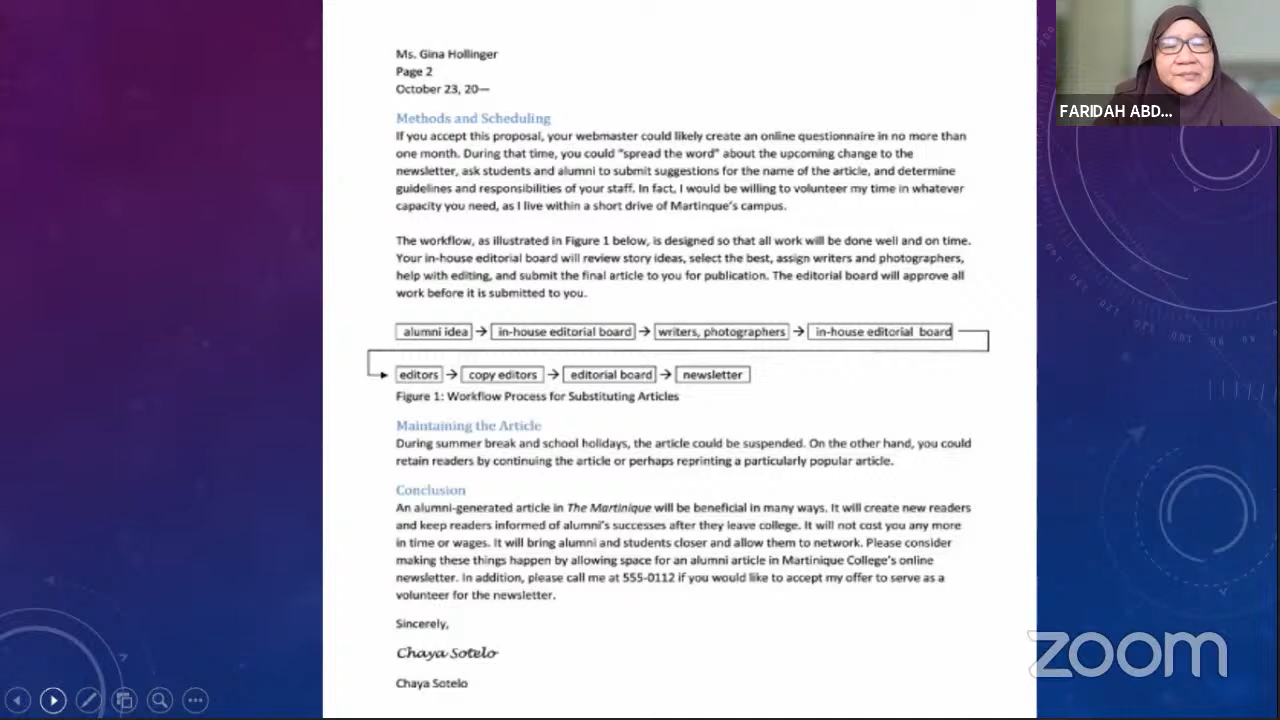 Ms. Gina Hollinger
Page 2
October 23, 20—
Methods and Scheduling
If you accept this proposal, your webmaster could likely create an online questionnaire in no more than
one month. During that time, you could “spread the word” about the upcoming change to the
newsletter, ask students and alumni to submit suggestions for the name of the article, and determine
guidelines and responsibilities of your staff. In fact, I would be willing to volunteer my time in whatever
capacity you need, as I live within a short drive of Martinque’s campus.
The workflow, as illustrated in Figure 1 below, is designed so that all work will be done well and on time.
Your in-house editorial board will review story ideas, select the best, assign writers and photographers,
help with editing, and submit the final article to you for publication. The editorial board will approve all
work before it is submitted to you.
alumni idea → in-house editorial board → writers, photographers → in-house editorial board
editors → copy editors → editorial board → newsletter
Figure 1: Workflow Process for Substituting Articles
Maintaining the Article
During summer break and school holidays, the article could be suspended. On the other hand, you could
retain readers by continuing the article or perhaps reprinting a particularly popular article.
Conclusion
An alumni-generated article in The Martinique will be beneficial in many ways. It will create new readers
and keep readers informed of alumni’s successes after they leave college. It will not cost you any more
in time or wages. It will bring alumni and students closer and allow them to network. Please consider
making these things happen by allowing space for an alumni article in Martinique College’s online
newsletter. In addition, please call me at 555-0112 if you would like to accept my offer to serve as a
volunteer for the newsletter.
Sincerely,
Chaya Sotelo
Chaya Sotelo
FARIDAH ABD...
zoom